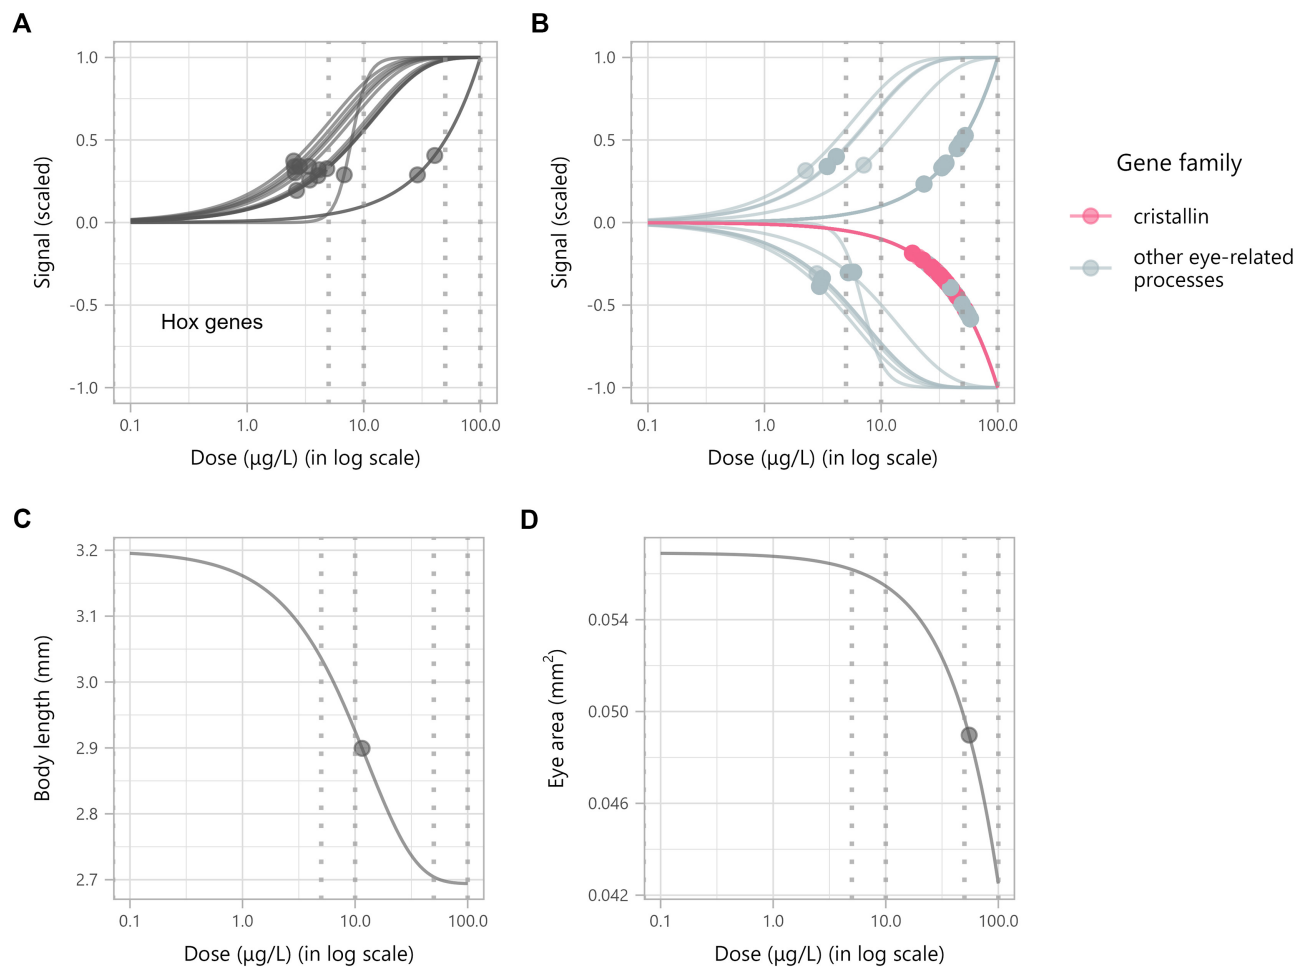 A
1.0
0.5
0.0
-0.5
-1.0
Signal (scaled)
Hox genes
0.1 1.0 10.0 100.0
Dose (µg/L) (in log scale)
B
1.0
0.5
0.0
-0.5
-1.0
Signal (scaled)
0.1 1.0 10.0 100.0
Dose (µg/L) (in log scale)
Gene family
cristallin
other eye-related
processes
C
3.2
3.1
3.0
2.9
2.8
2.7
Body length (mm)
0.1 1.0 10.0 100.0
Dose (µg/L) (in log scale)
D
0.054
0.050
0.046
0.042
Eye area (mm²)
0.1 1.0 10.0 100.0
Dose (µg/L) (in log scale)